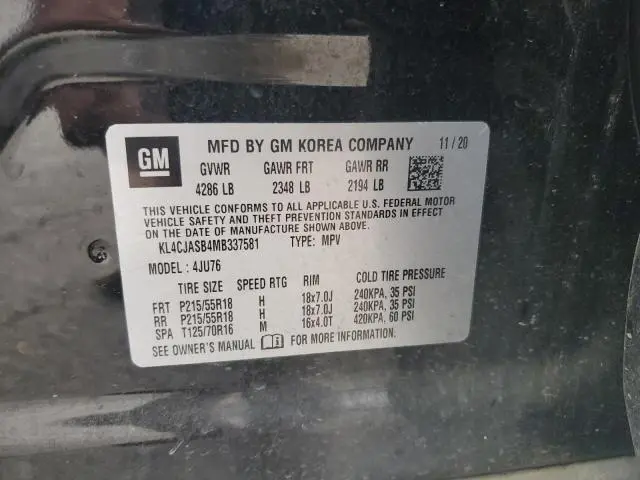 GM MFD BY GM KOREA COMPANY 11/20
GVWR GAWR FRT GAWR RR
4286 LB 2348 LB 2194 LB
THIS VEHICLE CONFORMS TO ALL APPLICABLE U.S. FEDERAL MOTOR
VEHICLE SAFETY AND THEFT PREVENTION STANDARDS IN EFFECT
ON THE DATE OF MANUFACTURE SHOWN ABOVE.
KL4CJASB4MB337581 TYPE: MPV
MODEL : 4JU76
TIRE SIZE SPEED RTG RIM COLD TIRE PRESSURE
FRT P215/55R18 H 18x7.0J 240KPA, 35 PSI
RR P215/55R18 H 18x7.0J 240KPA, 35 PSI
SPA T125/70R16 M 16x4.0T 420KPA, 60 PSI
SEE OWNER'S MANUAL FOR MORE INFORMATION.